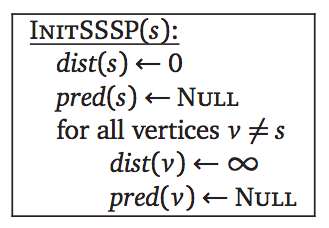 INITSSSP(s):
dist(s) ← 0
pred(s) ← NULL
for all vertices v ≠ s
dist(v) ← ∞
pred(v) ← NULL